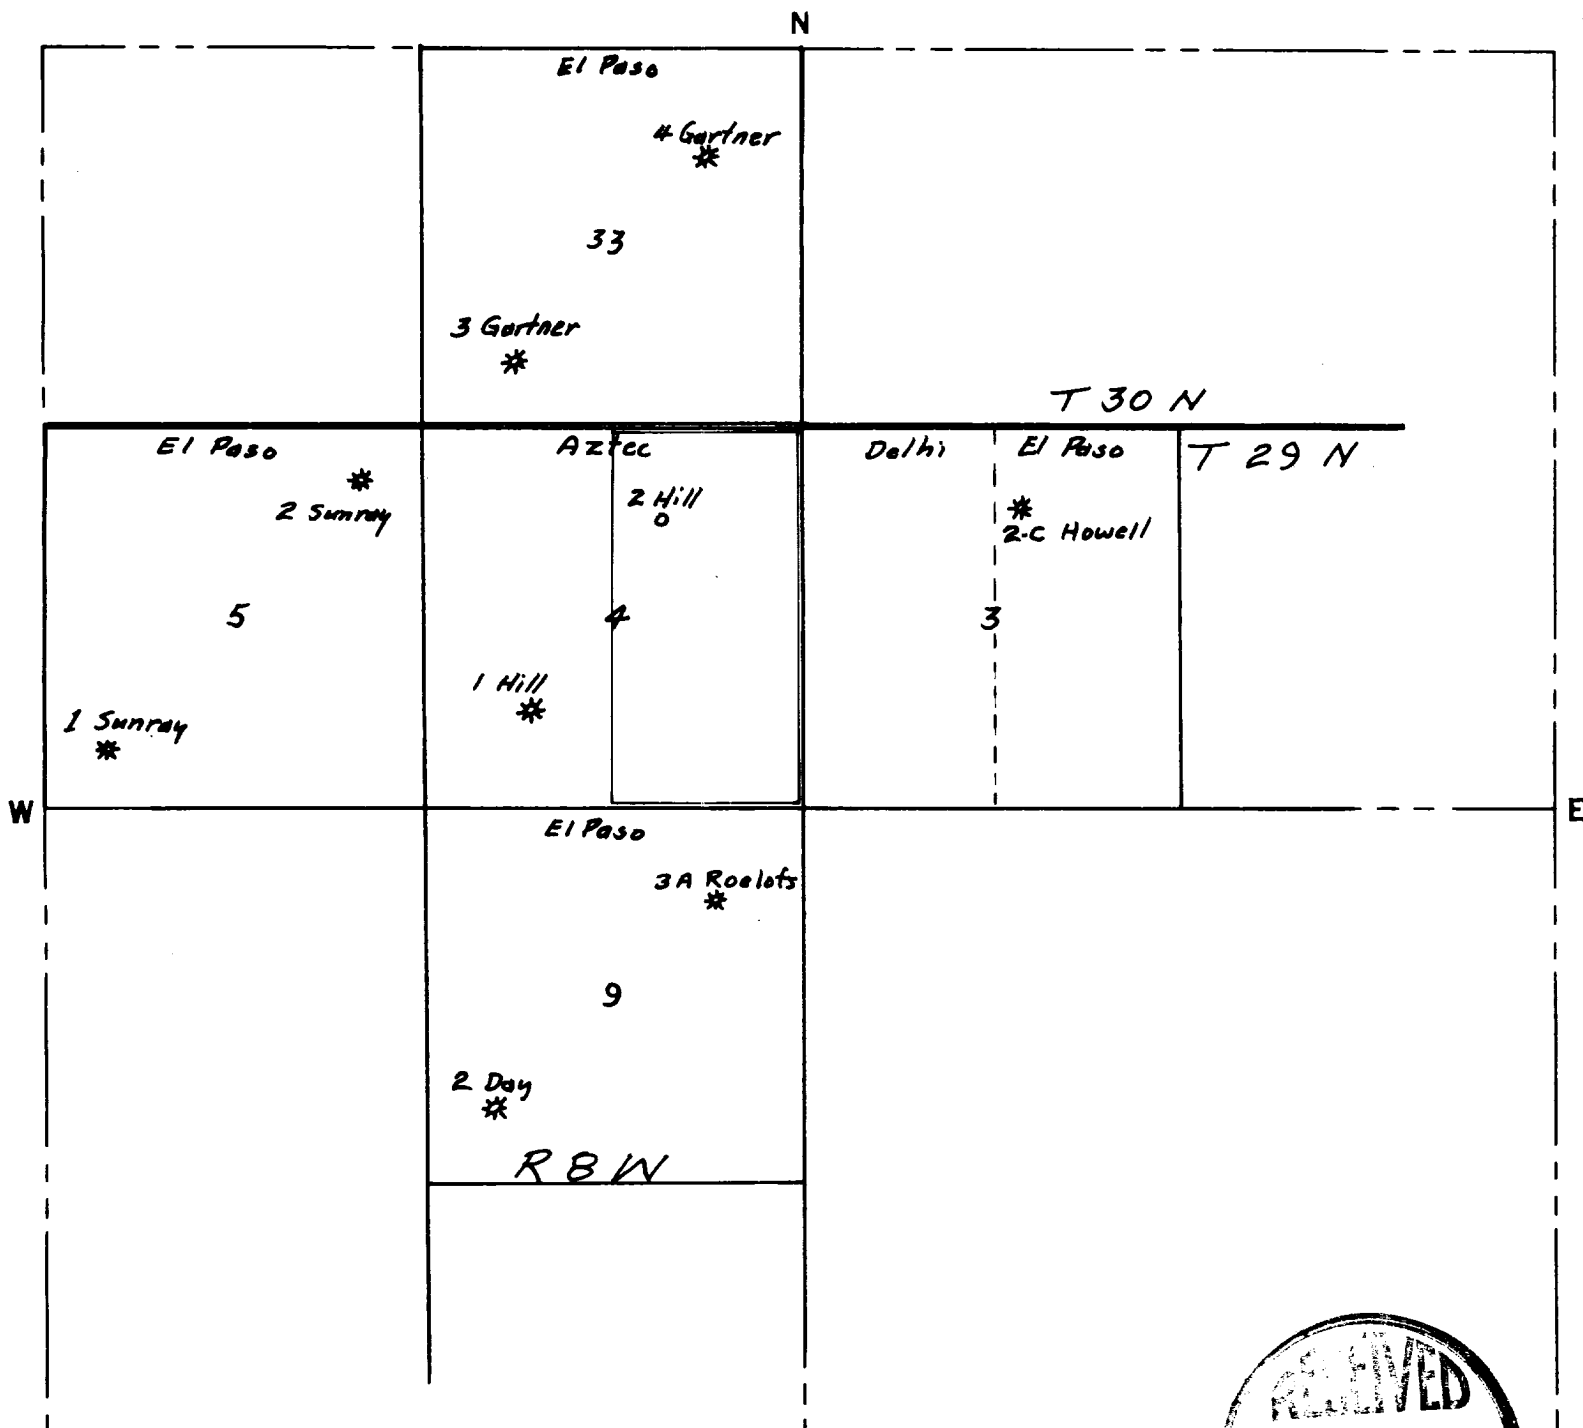 N
El Paso
4 Gartner
33
3 Gartner
T 30 N
El Paso
Aztec
Delhi
El Paso
T 29 N
2 Sunray
2 Hill
2-C Howell
5
4
3
1 Hill
1 Sunray
W
E
El Paso
3A Roelofs
9
2 Day
R 8 W
RECEIVED